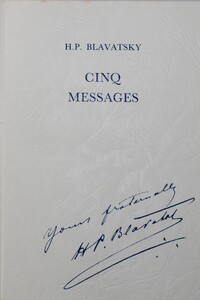 H.P. BLAVATSKY
CINQ
MESSAGES
Yours fraternally
H P. Blavatsky